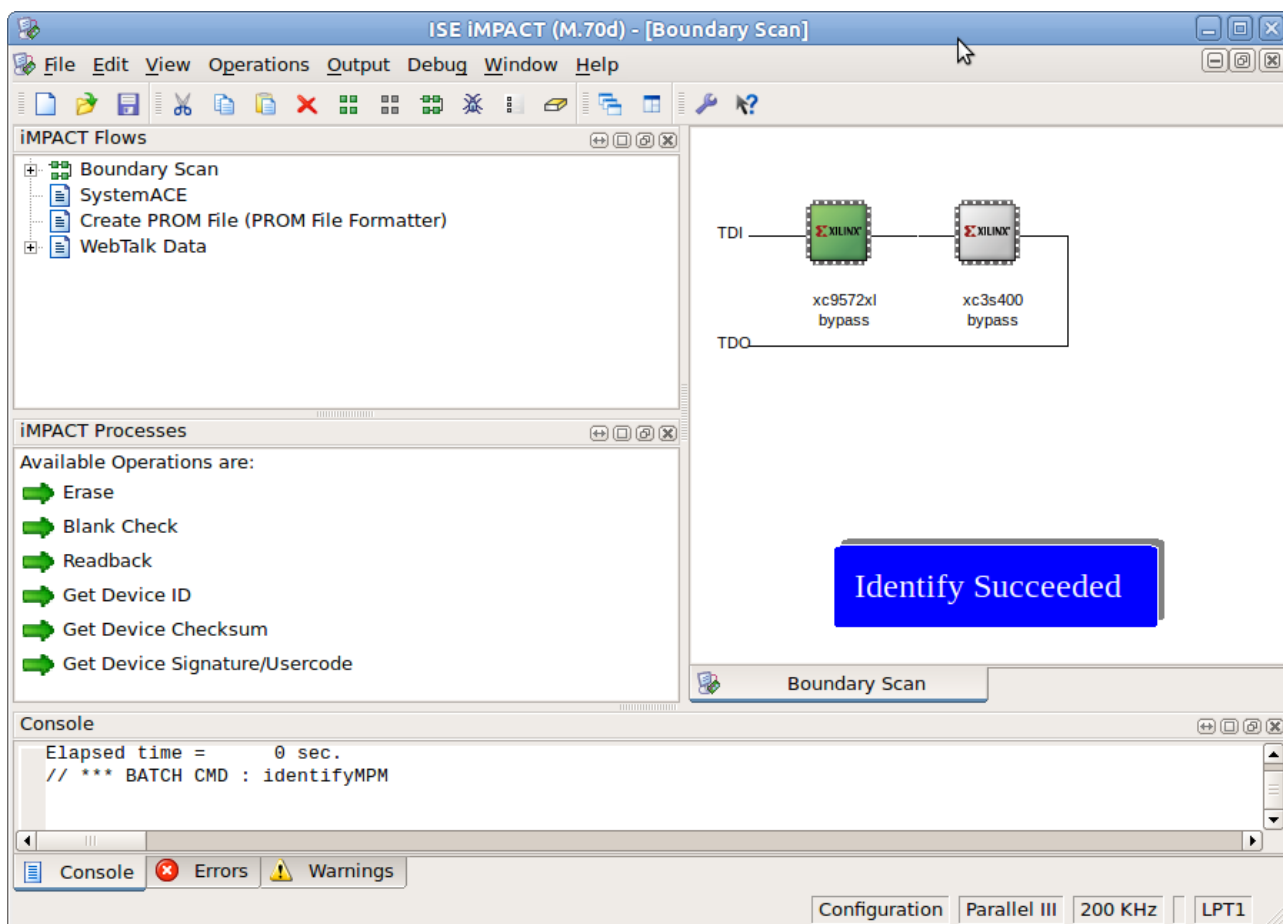 ISE iMPACT (M.70d) - [Boundary Scan]
File Edit View Operations Output Debug Window Help
iMPACT Flows
Boundary Scan
SystemACE
Create PROM File (PROM File Formatter)
WebTalk Data
iMPACT Processes
Available Operations are:
Erase
Blank Check
Readback
Get Device ID
Get Device Checksum
Get Device Signature/Usercode
TDI
XILINX
XILINX
xc9572xl
bypass
xc3s400
bypass
TDO
Identify Succeeded
Boundary Scan
Console
Elapsed time =      0 sec.
// *** BATCH CMD : identifyMPM
Console Errors Warnings
Configuration Parallel III 200 KHz LPT1